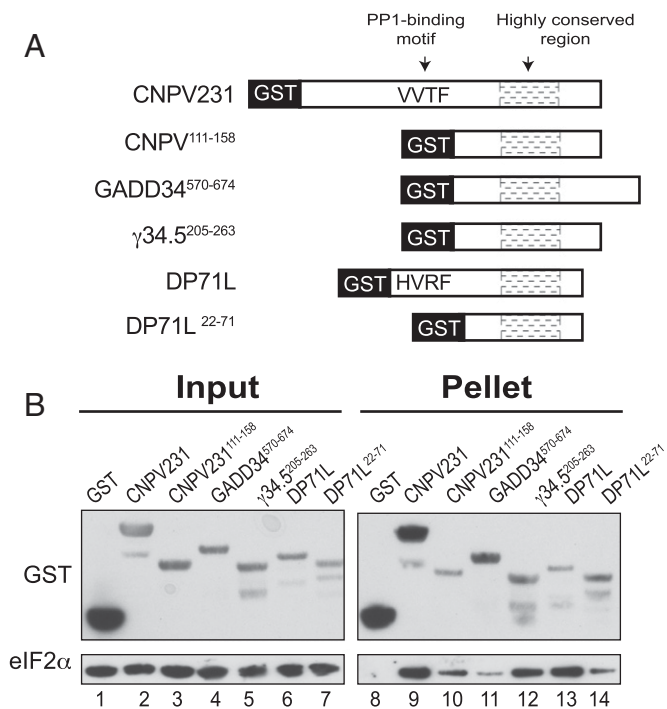 A
PP1-binding motif
Highly conserved region
CNPV231 GST VVTF
CNPV111-158 GST
GADD34570-674 GST
γ34.5205-263 GST
DP71L GST HVRF
DP71L 22-71 GST
B
Input Pellet
GST CNPV231 CNPV231111-158 GADD34570-674 γ34.5205-263 DP71L DP71L22-71 GST CNPV231 CNPV231111-158 GADD34570-674 γ34.5205-263 DP71L DP71L22-71
GST
eIF2α
1 2 3 4 5 6 7 8 9 10 11 12 13 14